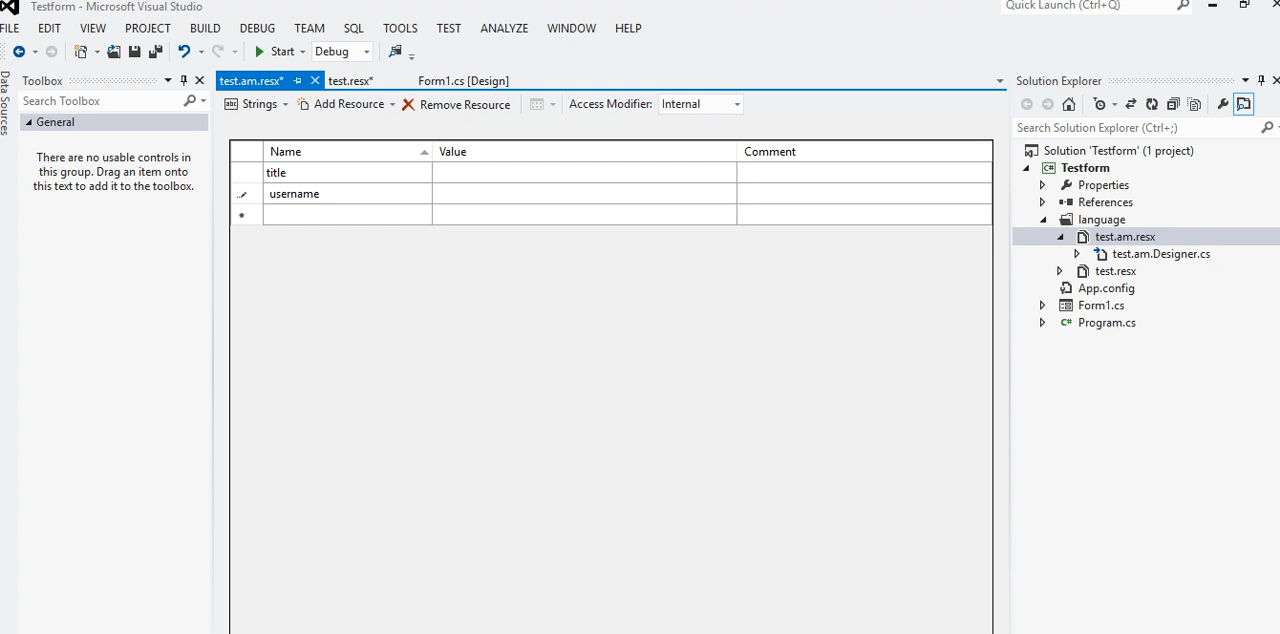 Testform - Microsoft Visual Studio
Quick Launch (Ctrl+Q)
FILE EDIT VIEW PROJECT BUILD DEBUG TEAM SQL TOOLS TEST ANALYZE WINDOW HELP
Start Debug
Data Sources
Toolbox
Search Toolbox
General
There are no usable controls in
this group. Drag an item onto
this text to add it to the toolbox.
test.am.resx* test.resx* Form1.cs [Design]
abc Strings Add Resource Remove Resource Access Modifier: Internal
Name Value Comment
title
username
*
Solution Explorer
Search Solution Explorer (Ctrl+;)
Solution 'Testform' (1 project)
C# Testform
Properties
References
language
test.am.resx
test.am.Designer.cs
test.resx
App.config
Form1.cs
C# Program.cs